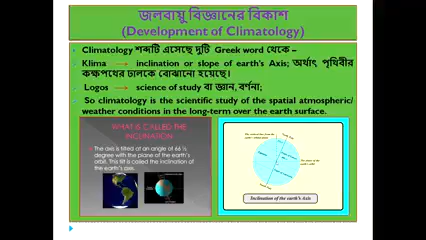 জলবায়ু বিজ্ঞানের বিকাশ
(Development of Climatology)
Climatology শব্দটি এসেছে দুটি Greek word থেকে –
Klima → inclination or slope of earth's Axis; অর্থাৎ পৃথিবীর
কক্ষপথের ঢালকে বোঝানো হয়েছে।
Logos → science of study বা জ্ঞান, বর্ণনা;
So climatology is the scientific study of the spatial atmospheric/
weather conditions in the long-term over the earth surface.
WHAT IS CALLED THE
INCLINATION
The axis is tilted at an angle of 66 ½
degree with the plane of the earth's
orbit. This tilt is called the inclination of
the earth's axis.
Inclination of the earth's Axis